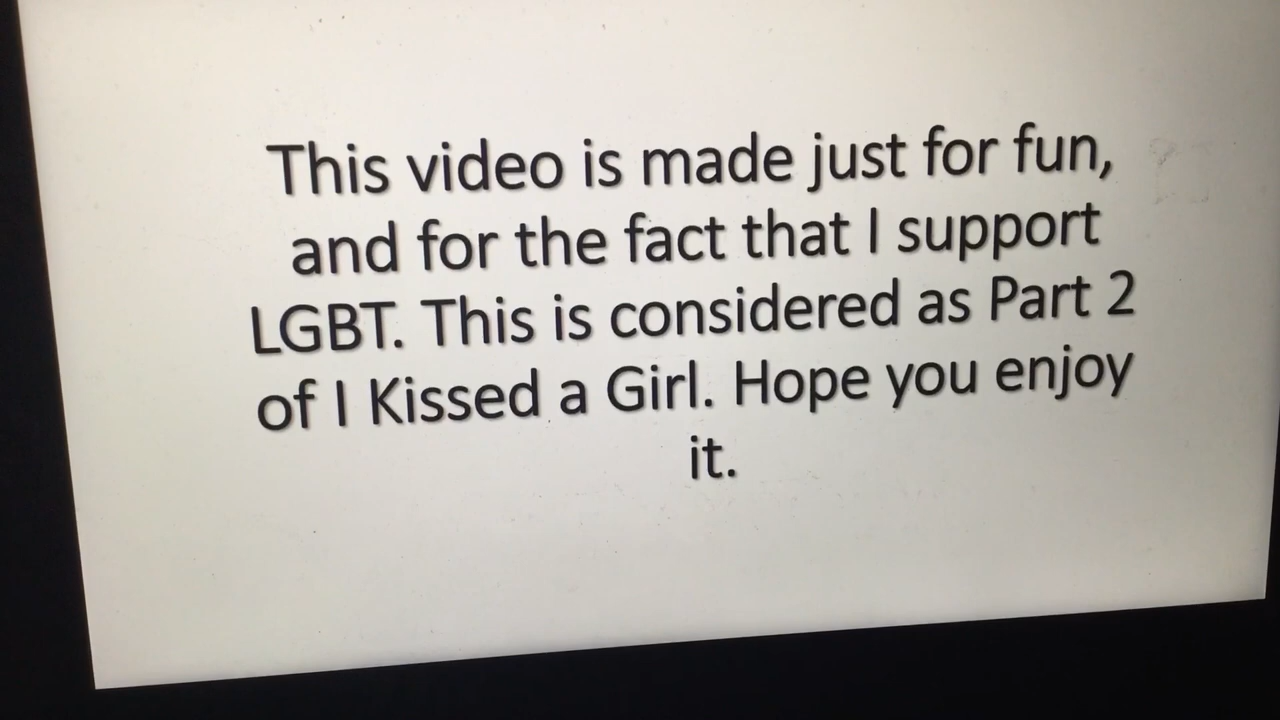 This video is made just for fun,
and for the fact that I support
LGBT. This is considered as Part 2
of I Kissed a Girl. Hope you enjoy
it.